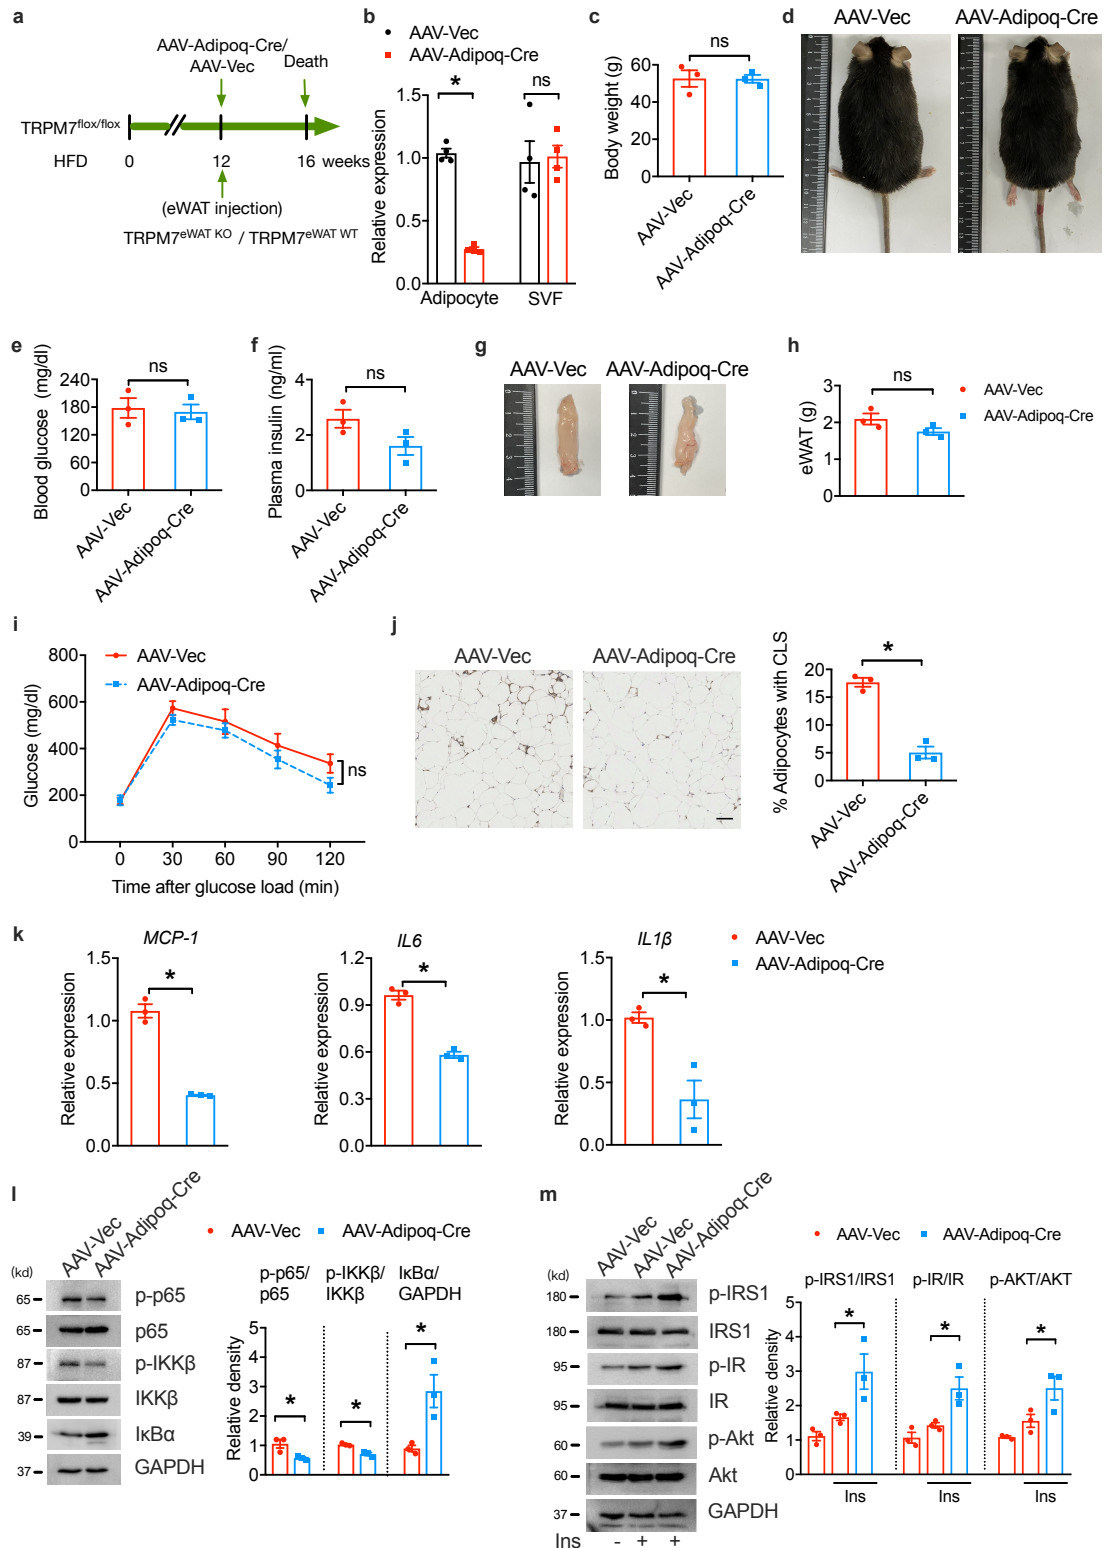 a
AAV-Adipoq-Cre/
AAV-Vec
Death
TRPM7flox/flox
HFD
0
12
16 weeks
(eWAT injection)
TRPM7eWAT KO / TRPM7eWAT WT
b
AAV-Vec
AAV-Adipoq-Cre
Relative expression
1.5
1.0
0.5
0.0
*
ns
Adipocyte
SVF
c
Body weight (g)
60
40
20
0
ns
AAV-Vec
AAV-Adipoq-Cre
d
AAV-Vec
AAV-Adipoq-Cre
e
Blood glucose (mg/dl)
240
180
120
60
0
ns
AAV-Vec
AAV-Adipoq-Cre
f
Plasma insulin (ng/ml)
4
2
0
ns
AAV-Vec
AAV-Adipoq-Cre
g
AAV-Vec
AAV-Adipoq-Cre
h
eWAT (g)
3
2
1
0
ns
AAV-Vec
AAV-Adipoq-Cre
i
Glucose (mg/dl)
800
600
400
200
0
AAV-Vec
AAV-Adipoq-Cre
ns
0 30 60 90 120
Time after glucose load (min)
j
AAV-Vec
AAV-Adipoq-Cre
% Adipocytes with CLS
20
15
10
5
0
*
AAV-Vec
AAV-Adipoq-Cre
k
MCP-1
Relative expression
1.5
1.0
0.5
0.0
*
IL6
Relative expression
1.2
0.9
0.6
0.3
0.0
*
IL1β
Relative expression
1.5
1.0
0.5
0.0
*
AAV-Vec
AAV-Adipoq-Cre
l
AAV-Vec
AAV-Adipoq-Cre
(kd)
65 p-p65
65 p65
87 p-IKKβ
87 IKKβ
39 IκBα
37 GAPDH
AAV-Vec
AAV-Adipoq-Cre
p-p65/
p65
p-IKKβ/
IKKβ
IκBα/
GAPDH
Relative density
5
4
3
2
1
0
*
*
*
m
AAV-Vec
AAV-Vec
AAV-Adipoq-Cre
(kd)
180 p-IRS1
180 IRS1
95 p-IR
95 IR
60 p-Akt
60 Akt
37 GAPDH
Ins - + +
AAV-Vec
AAV-Adipoq-Cre
p-IRS1/IRS1
p-IR/IR
p-AKT/AKT
Relative density
5
4
3
2
1
0
*
*
*
Ins
Ins
Ins